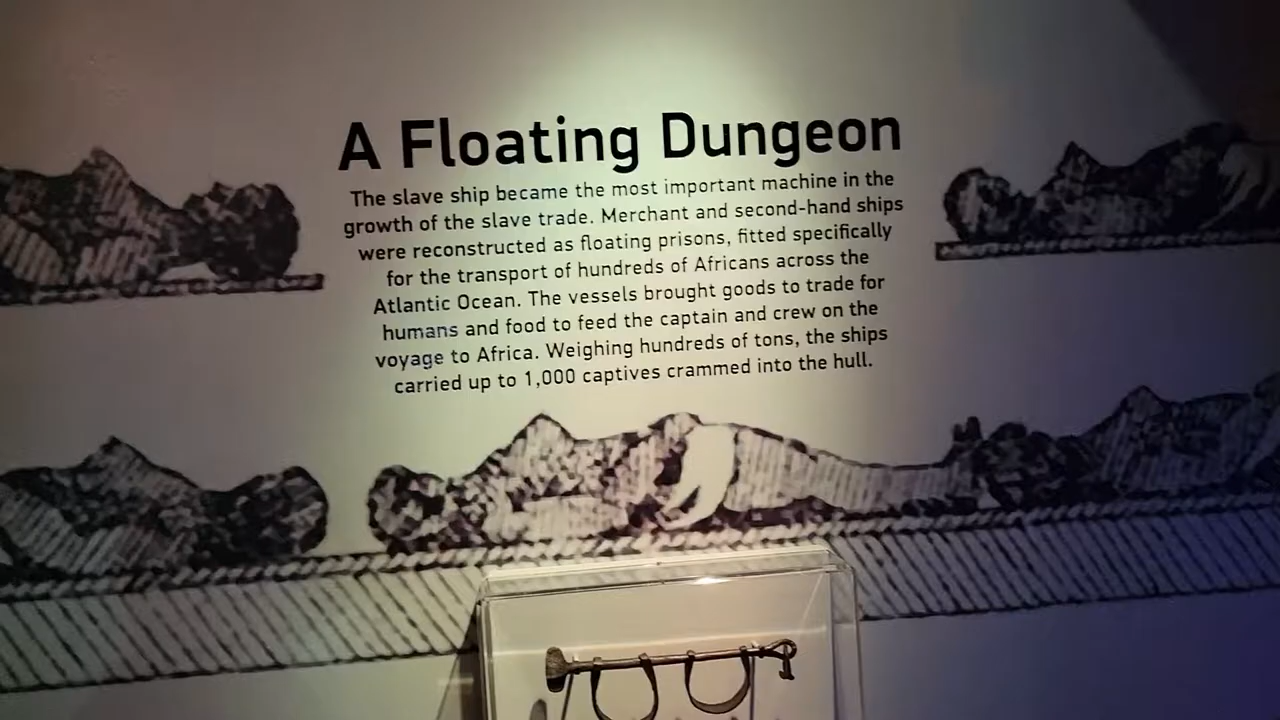 A Floating Dungeon
The slave ship became the most important machine in the
growth of the slave trade. Merchant and second-hand ships
were reconstructed as floating prisons, fitted specifically
for the transport of hundreds of Africans across the
Atlantic Ocean. The vessels brought goods to trade for
humans and food to feed the captain and crew on the
voyage to Africa. Weighing hundreds of tons, the ships
carried up to 1,000 captives crammed into the hull.